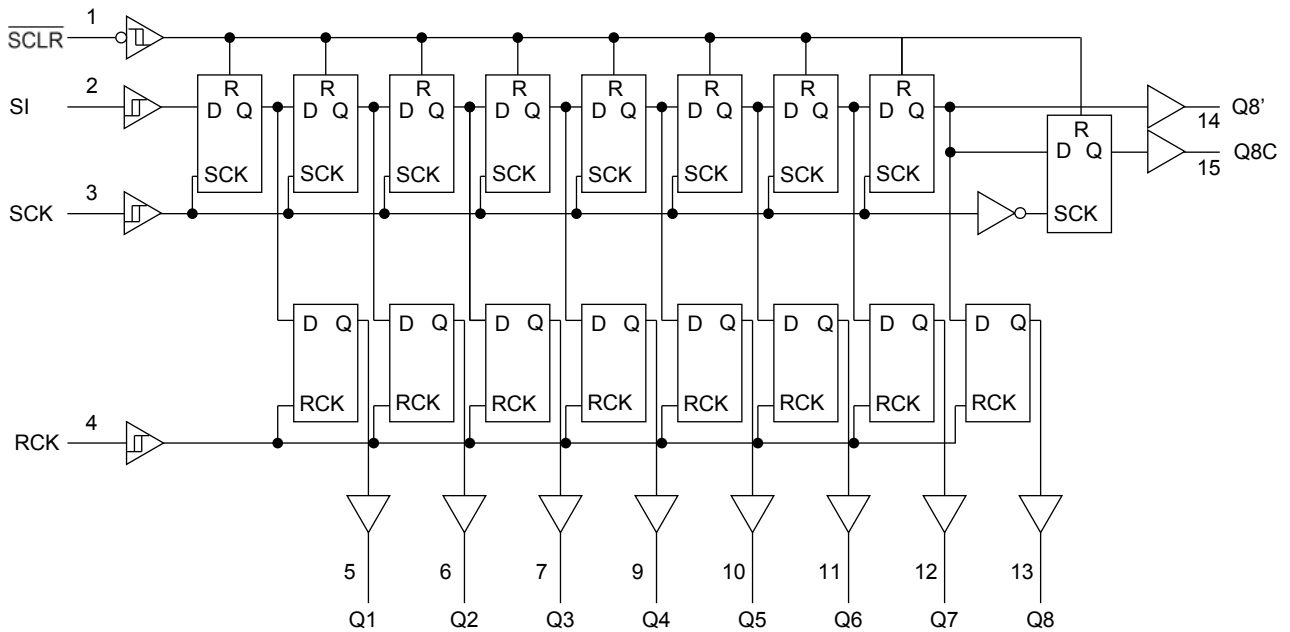 SCLR 1
R R R R R R R R
SI 2 D Q D Q D Q D Q D Q D Q D Q D Q 14 Q8’
R
D Q 15 Q8C
SCK SCK SCK SCK SCK SCK SCK SCK
SCK 3 SCK
D Q D Q D Q D Q D Q D Q D Q D Q
RCK RCK RCK RCK RCK RCK RCK RCK
RCK 4
5 6 7 9 10 11 12 13
Q1 Q2 Q3 Q4 Q5 Q6 Q7 Q8